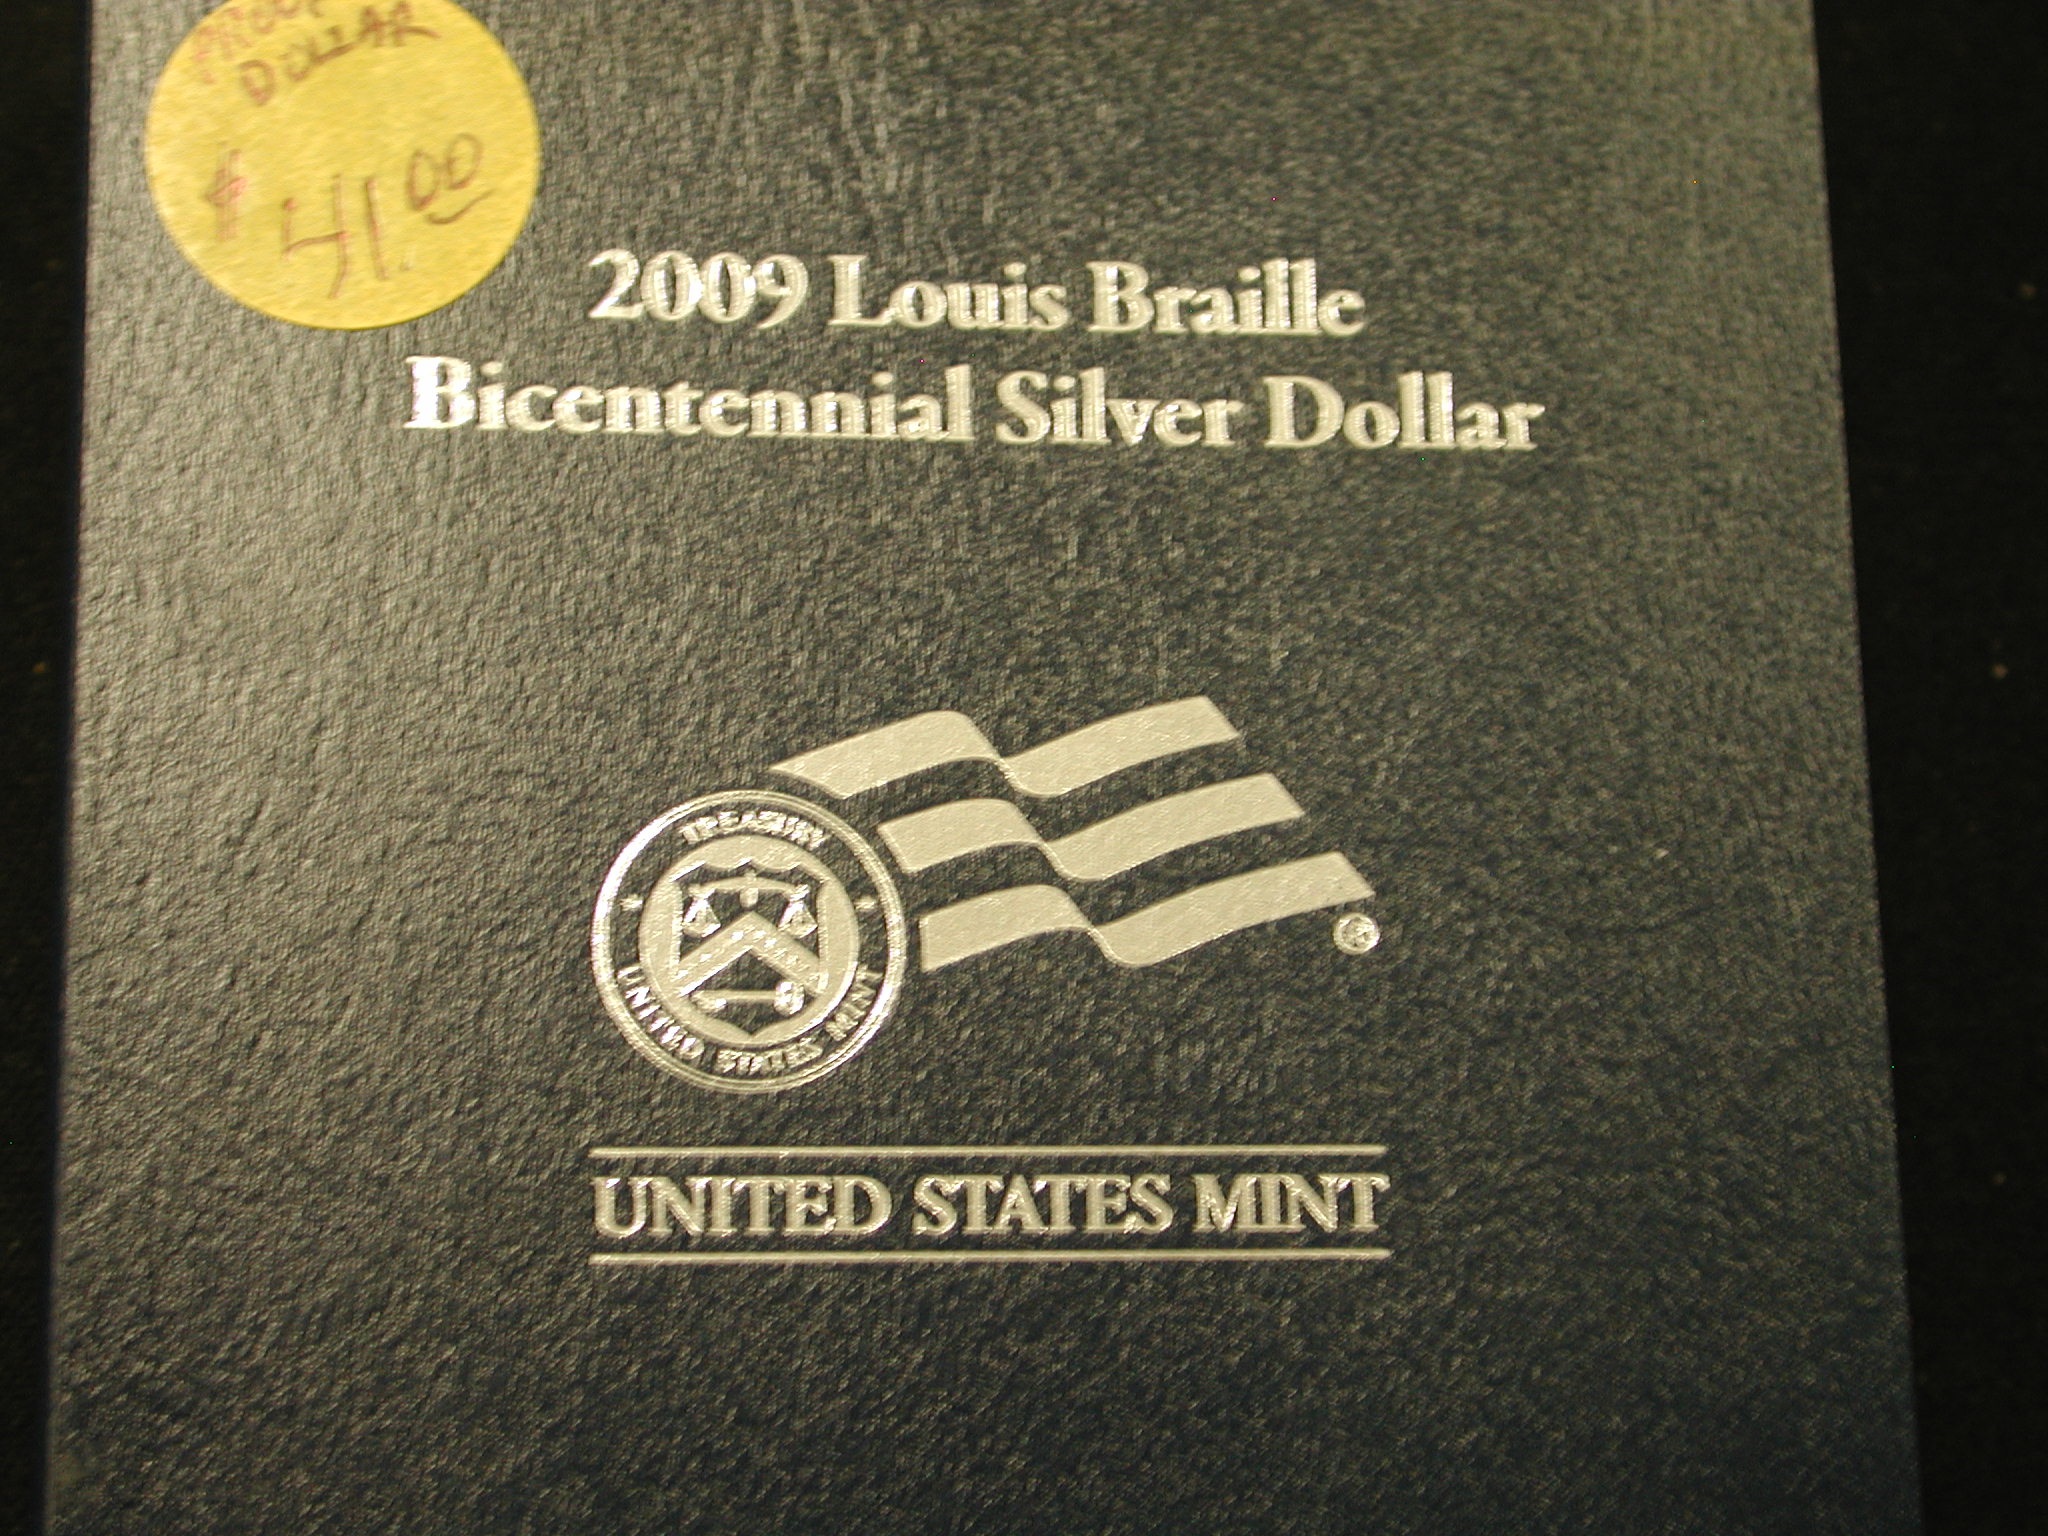 PROOF
DOLLAR
$ 41.00
2009 Louis Braille
Bicentennial Silver Dollar
TREASURY
UNITED STATES MINT
®
UNITED STATES MINT